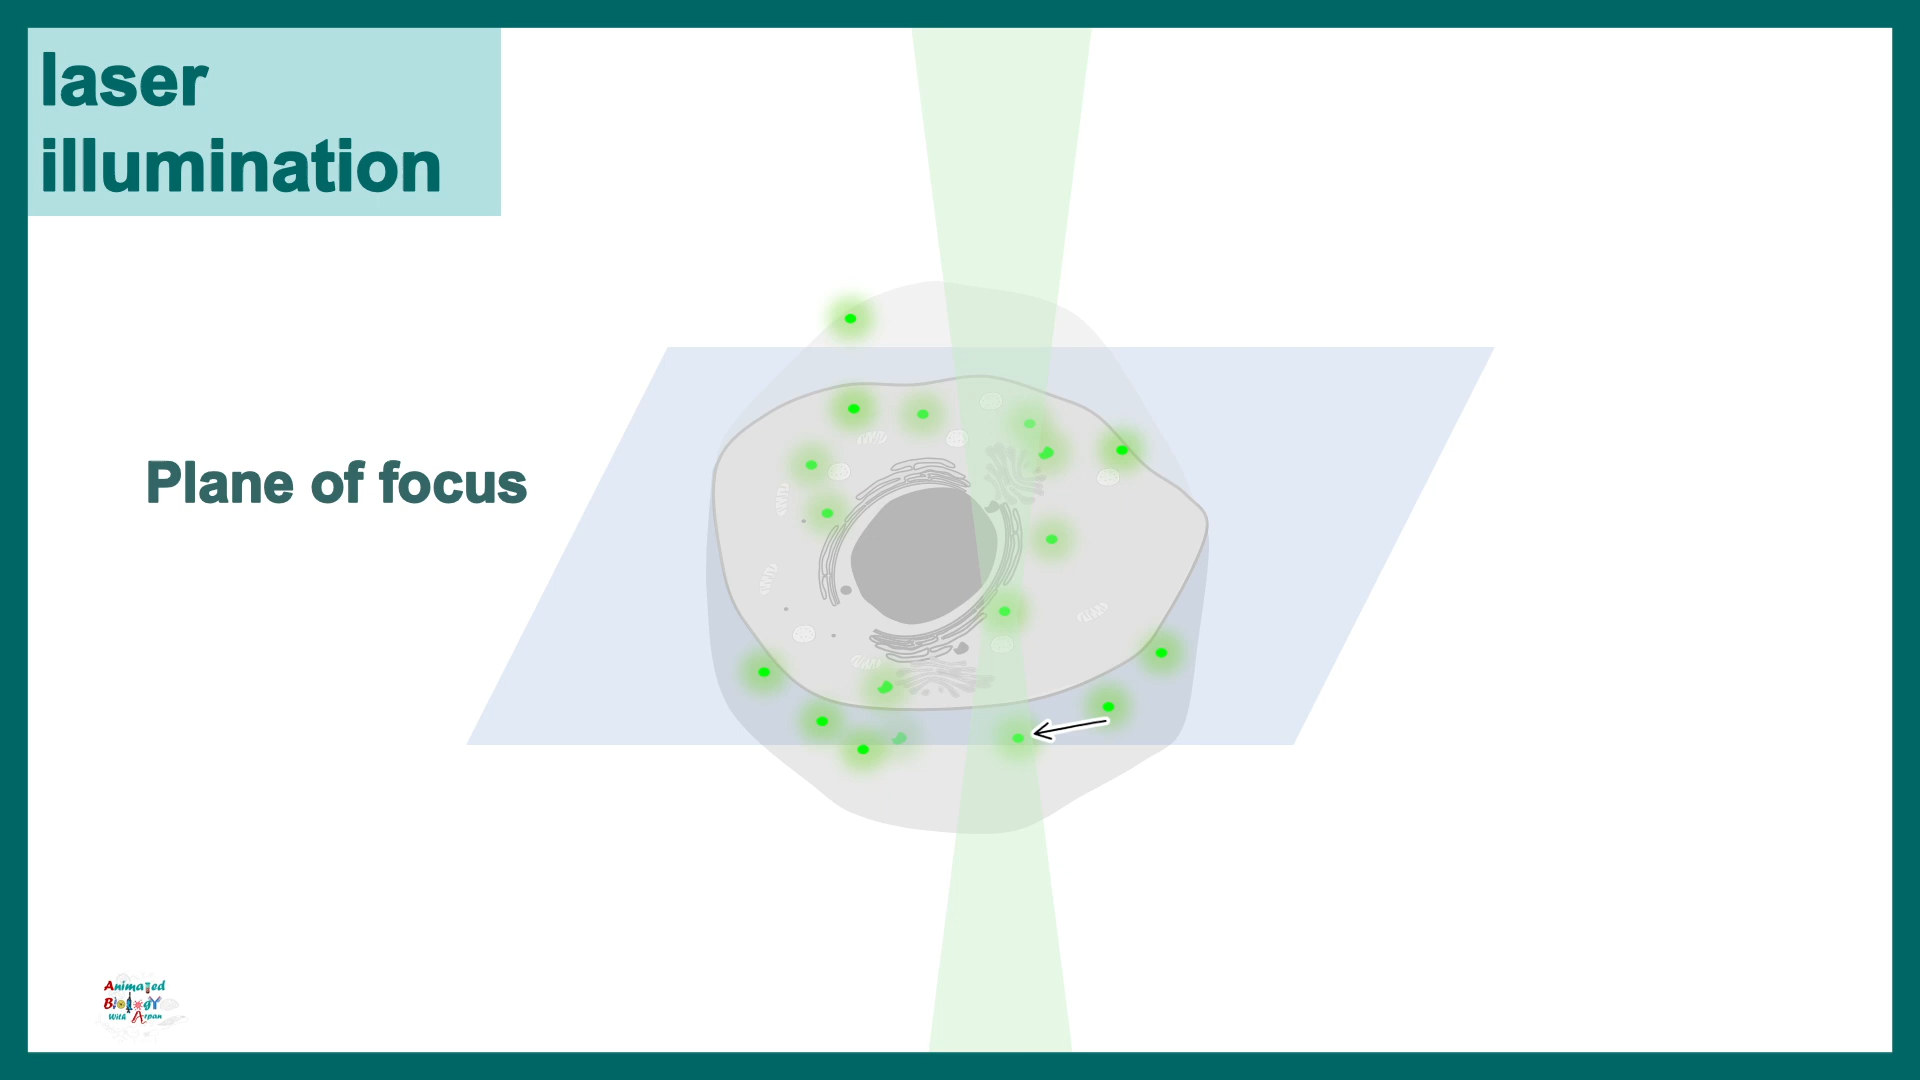 laser
illumination
Plane of focus
Animated
Biology
With Arpan